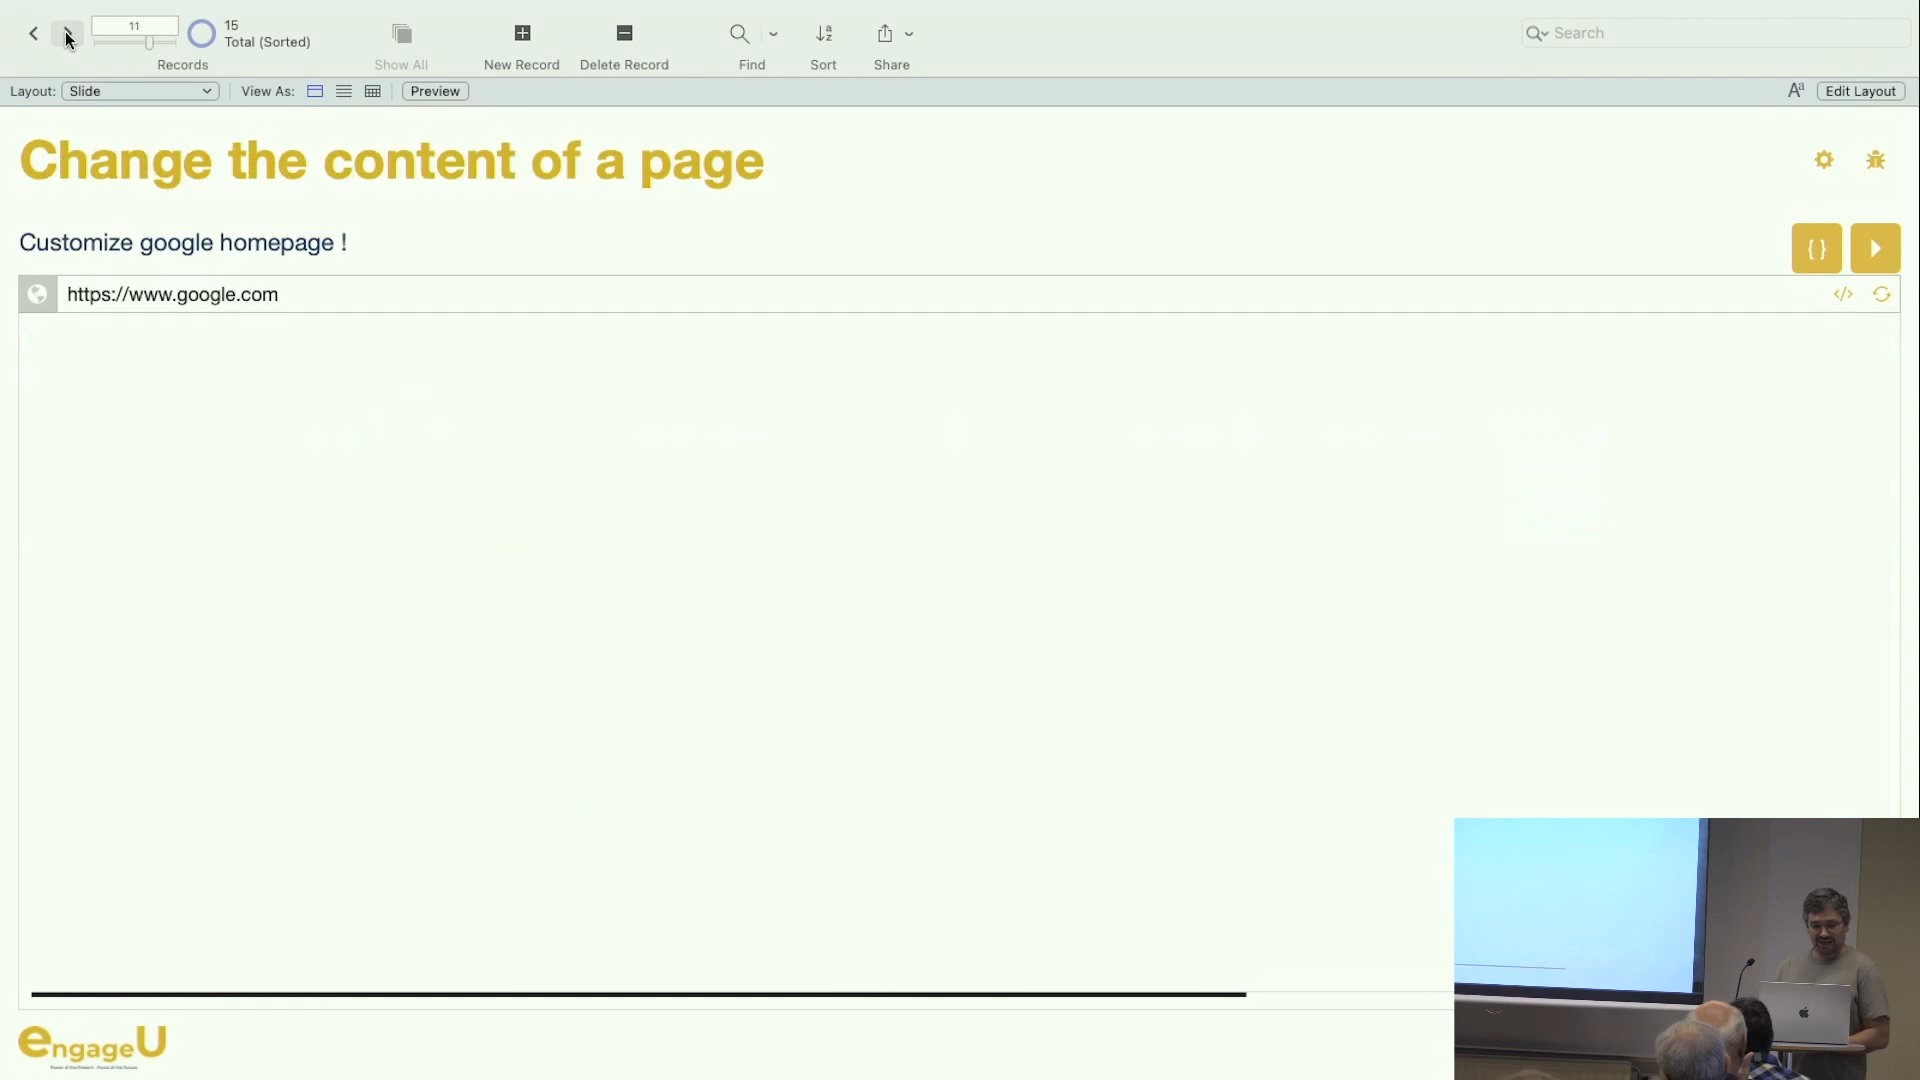 11
15
Total (Sorted)
Records
Show All
New Record
Delete Record
Find
Sort
Share
Search
Layout:
Slide
View As:
Preview
Aª
Edit Layout
Change the content of a page
Customize google homepage !
{ }
https://www.google.com
</>
engageU